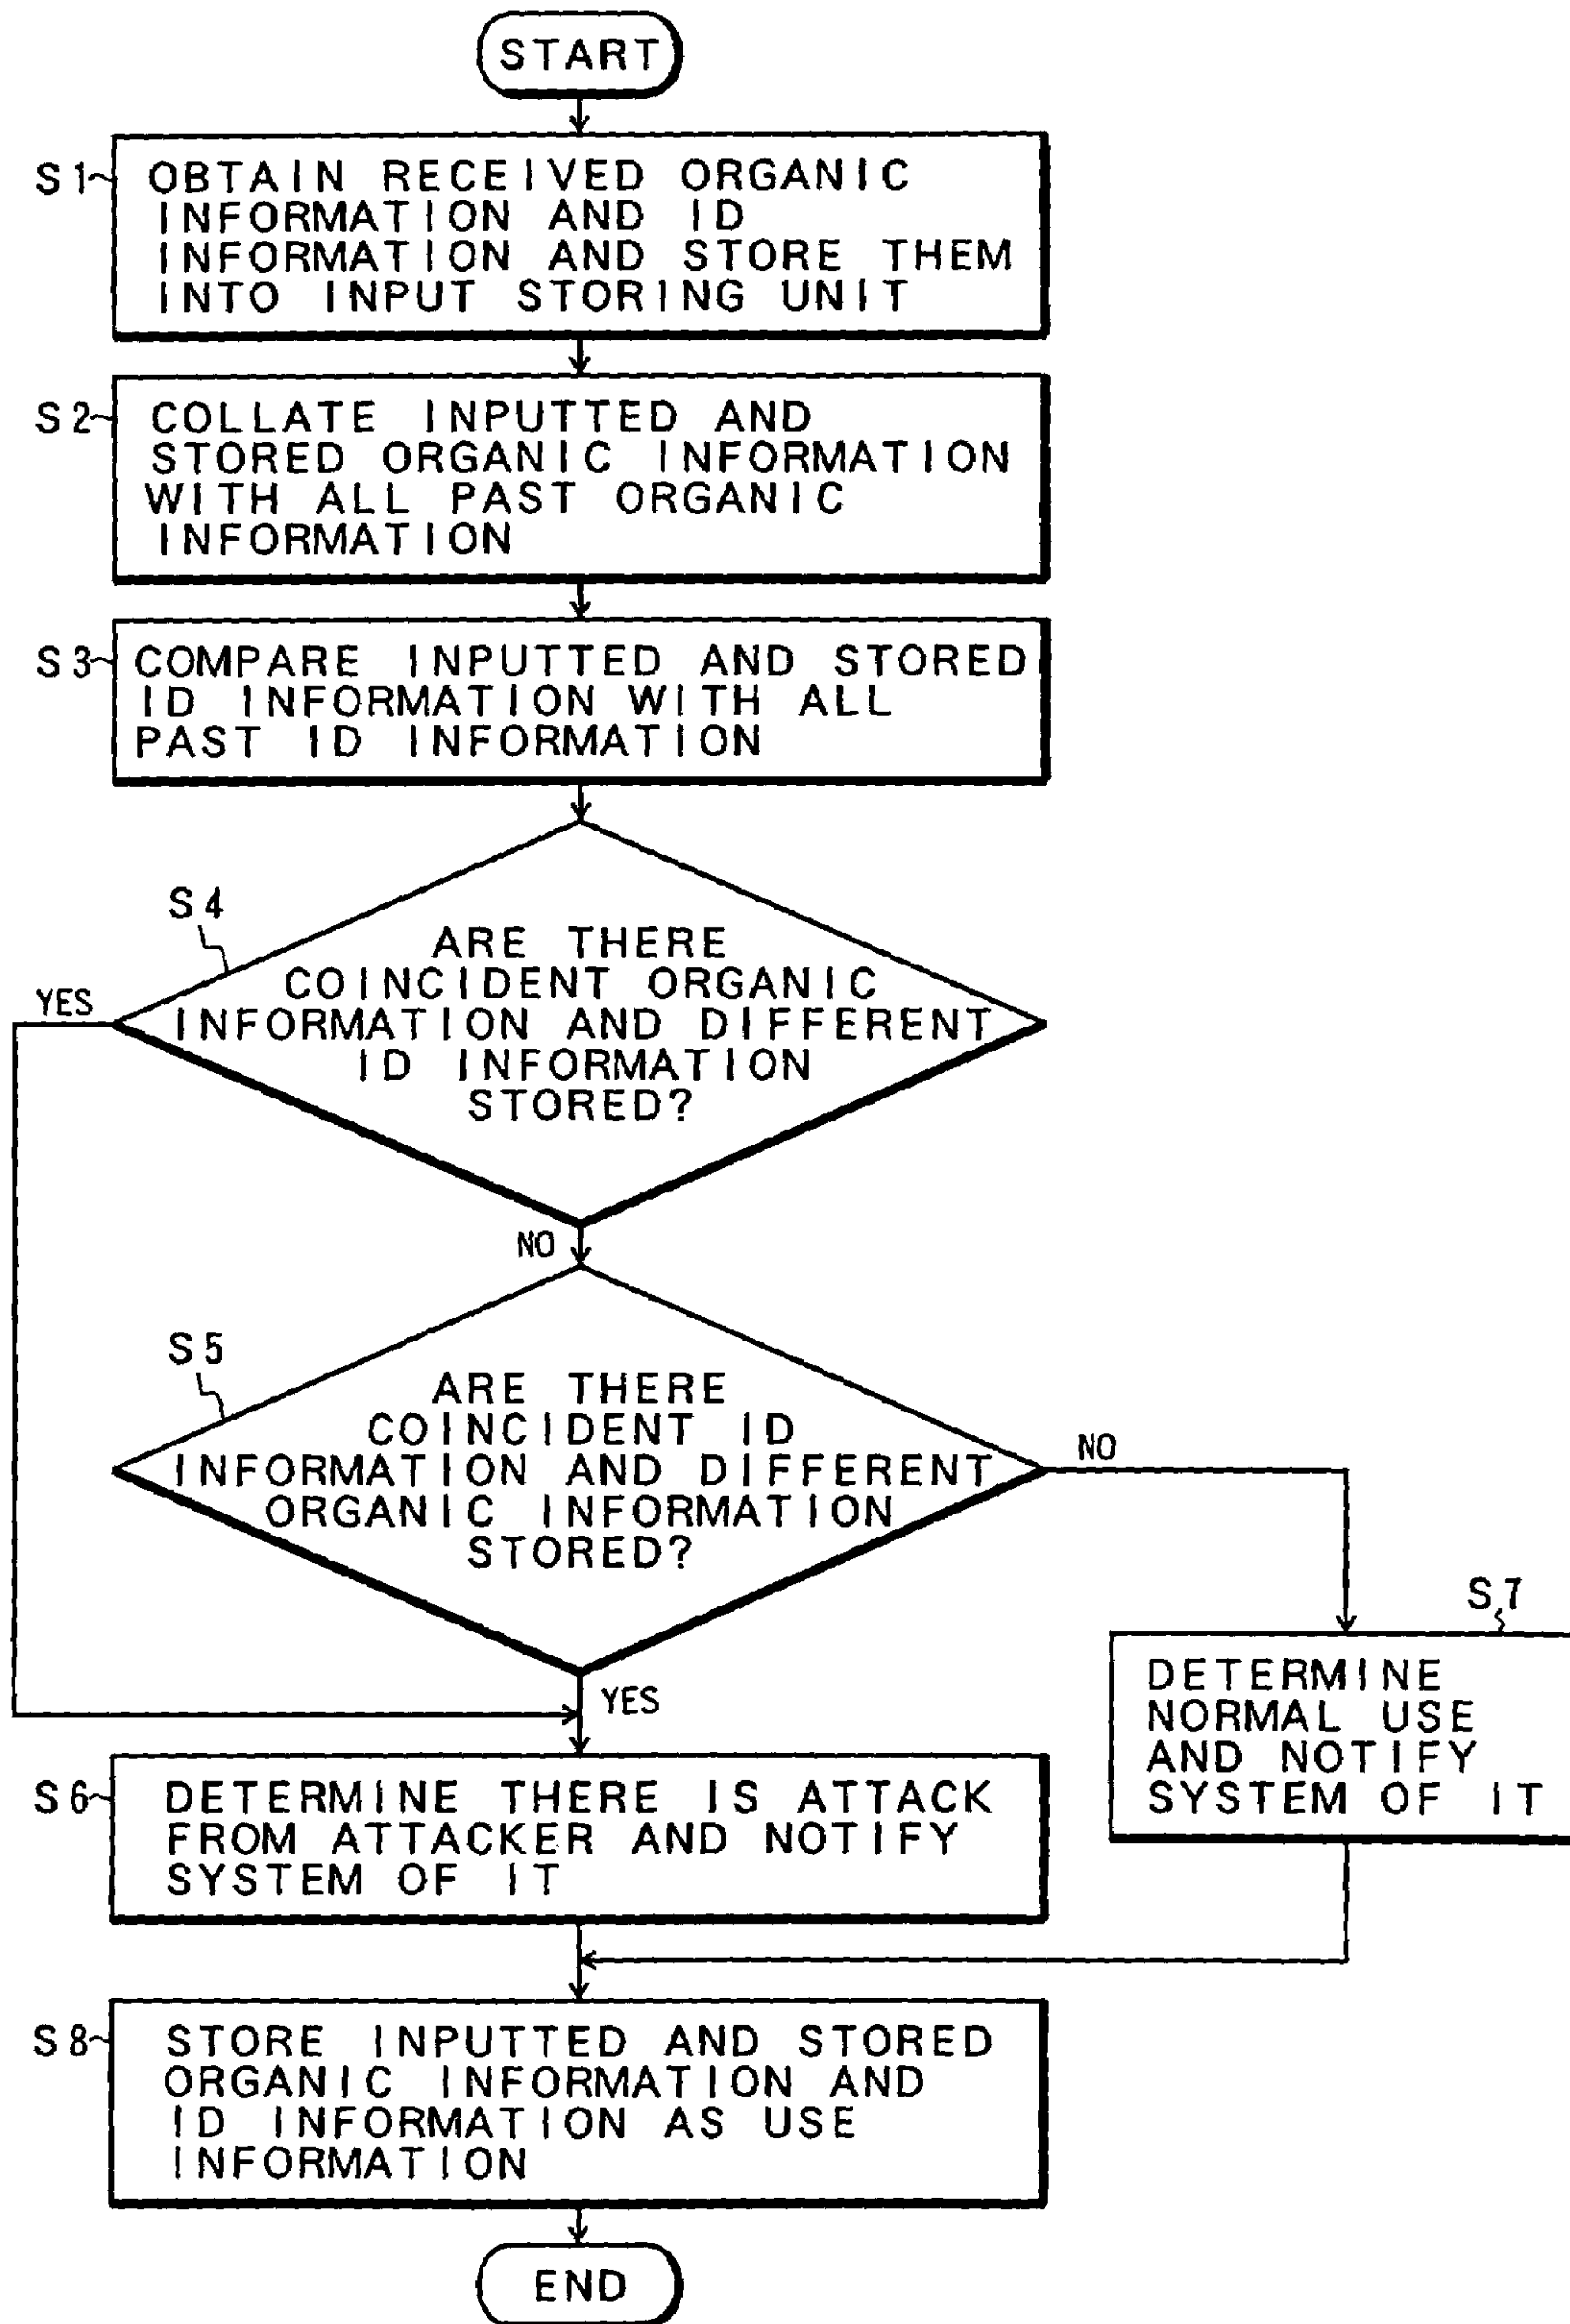 START
S1
OBTAIN RECEIVED ORGANIC
INFORMATION AND ID
INFORMATION AND STORE THEM
INTO INPUT STORING UNIT
S2
COLLATE INPUTTED AND
STORED ORGANIC INFORMATION
WITH ALL PAST ORGANIC
INFORMATION
S3
COMPARE INPUTTED AND STORED
ID INFORMATION WITH ALL
PAST ID INFORMATION
S4
ARE THERE
COINCIDENT ORGANIC
INFORMATION AND DIFFERENT
ID INFORMATION
STORED?
YES
NO
S5
ARE THERE
COINCIDENT ID
INFORMATION AND DIFFERENT
ORGANIC INFORMATION
STORED?
NO
YES
S7
DETERMINE
NORMAL USE
AND NOTIFY
SYSTEM OF IT
S6
DETERMINE THERE IS ATTACK
FROM ATTACKER AND NOTIFY
SYSTEM OF IT
S8
STORE INPUTTED AND STORED
ORGANIC INFORMATION AND
ID INFORMATION AS USE
INFORMATION
END